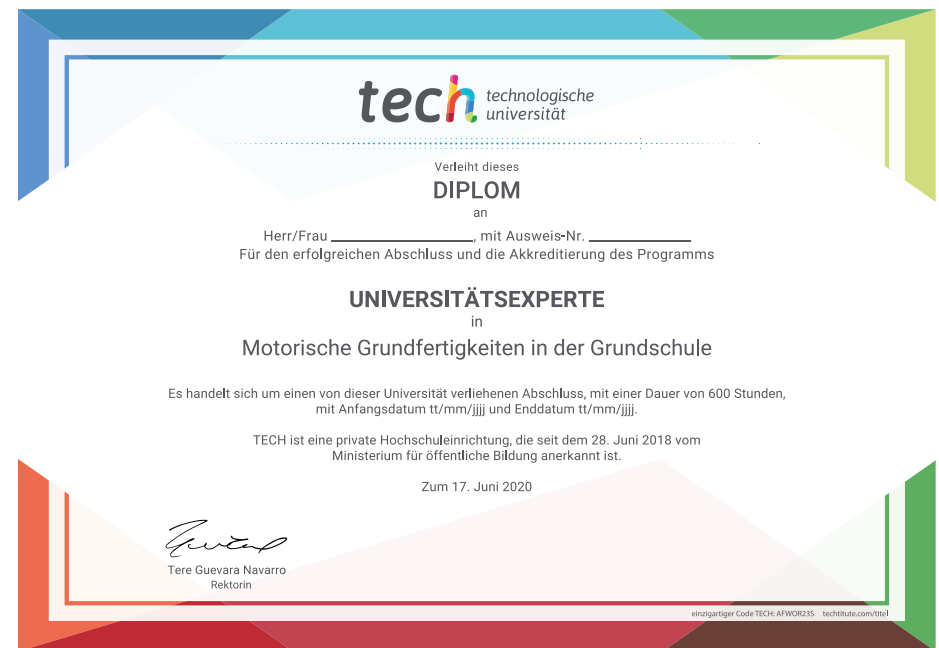 tech technologische
universität
Verleiht dieses
DIPLOM
an
Herr/Frau ____________, mit Ausweis-Nr. ____________
Für den erfolgreichen Abschluss und die Akkreditierung des Programms
UNIVERSITÄTSEXPERTE
in
Motorische Grundfertigkeiten in der Grundschule
Es handelt sich um einen von dieser Universität verliehenen Abschluss, mit einer Dauer von 600 Stunden,
mit Anfangsdatum tt/mm/jjjj und Enddatum tt/mm/jjjj.
TECH ist eine private Hochschuleinrichtung, die seit dem 28. Juni 2018 vom
Ministerium für öffentliche Bildung anerkannt ist.
Zum 17. Juni 2020
Tere Guevara Navarro
Rektorin
einzigartiger Code TECH: AFWOR23S techtitute.com/titel